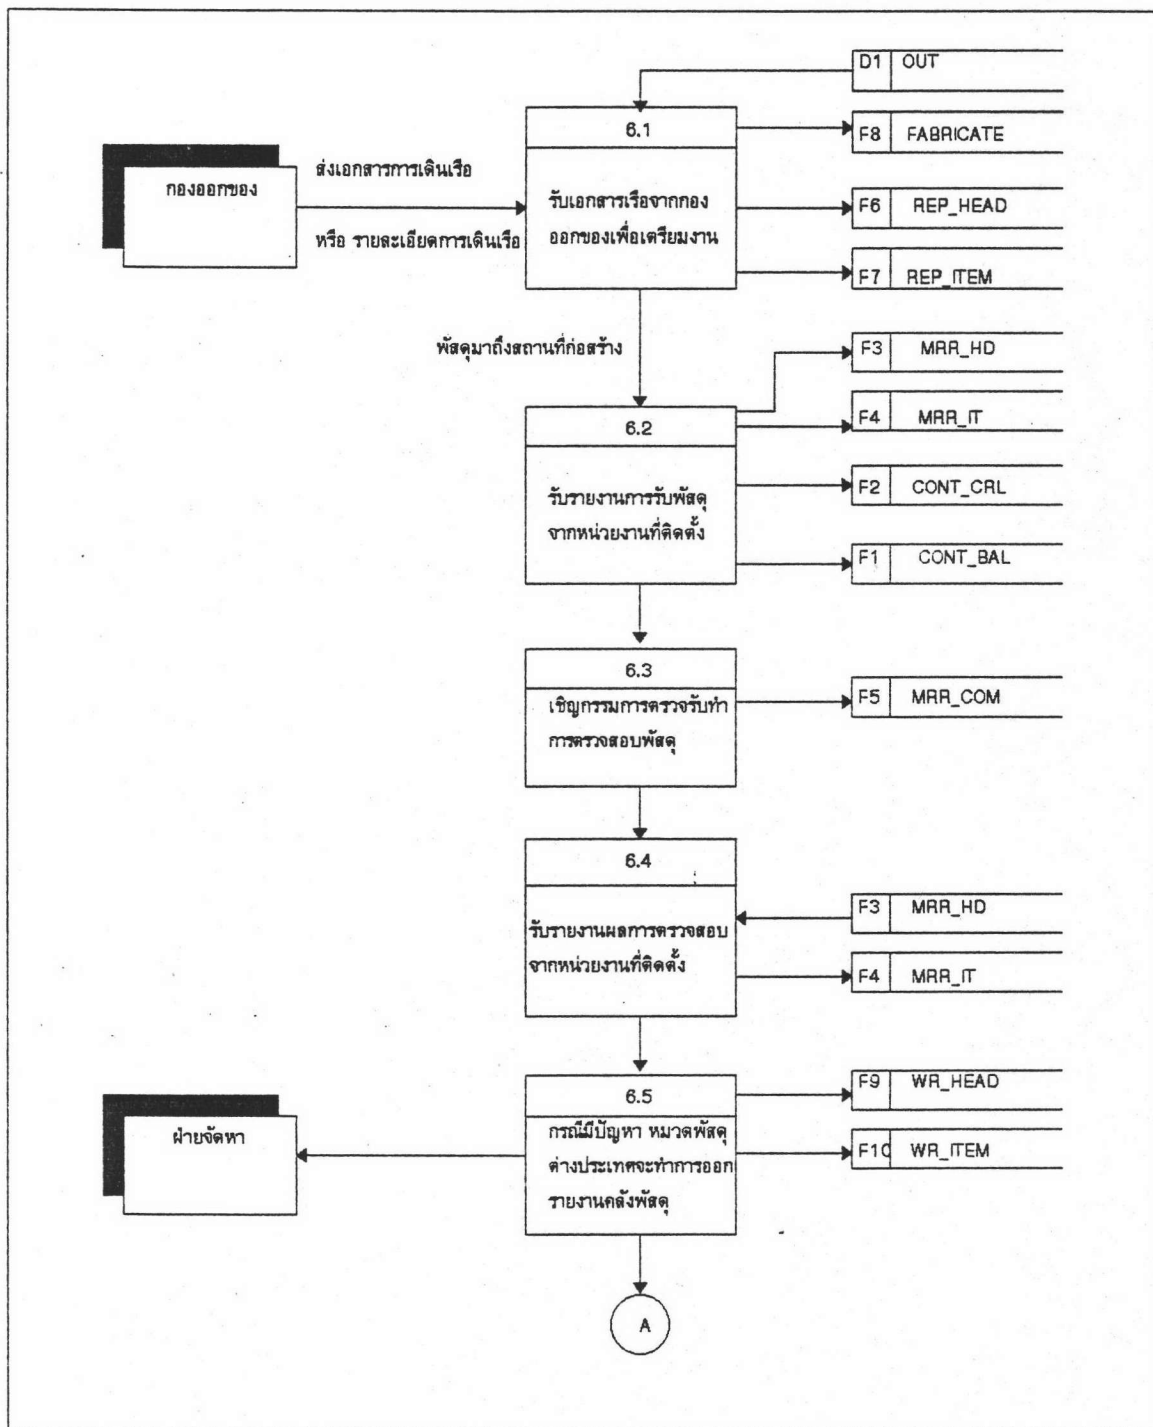 D1 OUT
6.1
F8 FABRICATE
กองออกของ
ส่งเอกสารการเดินเรือ
หรือ รายละเอียดการเดินเรือ
รับเอกสารเรือจากกอง
ออกของเพื่อเตรียมงาน
F6 REP_HEAD
F7 REP_ITEM
พัสดุมาถึงสถานที่ก่อสร้าง
F3 MRR_HD
6.2
F4 MRR_IT
รับรายงานการรับพัสดุ
จากหน่วยงานที่ติดตั้ง
F2 CONT_CRL
F1 CONT_BAL
6.3
เชิญกรรมการตรวจรับทำ
การตรวจสอบพัสดุ
F5 MRR_COM
6.4
รับรายงานผลการตรวจสอบ
จากหน่วยงานที่ติดตั้ง
F3 MRR_HD
F4 MRR_IT
6.5
F9 WR_HEAD
ฝ่ายจัดหา
กรณีมีปัญหา หมวดพัสดุ
ต่างประเทศจะทำการออก
รายงานคลังพัสดุ
F10 WR_ITEM
A